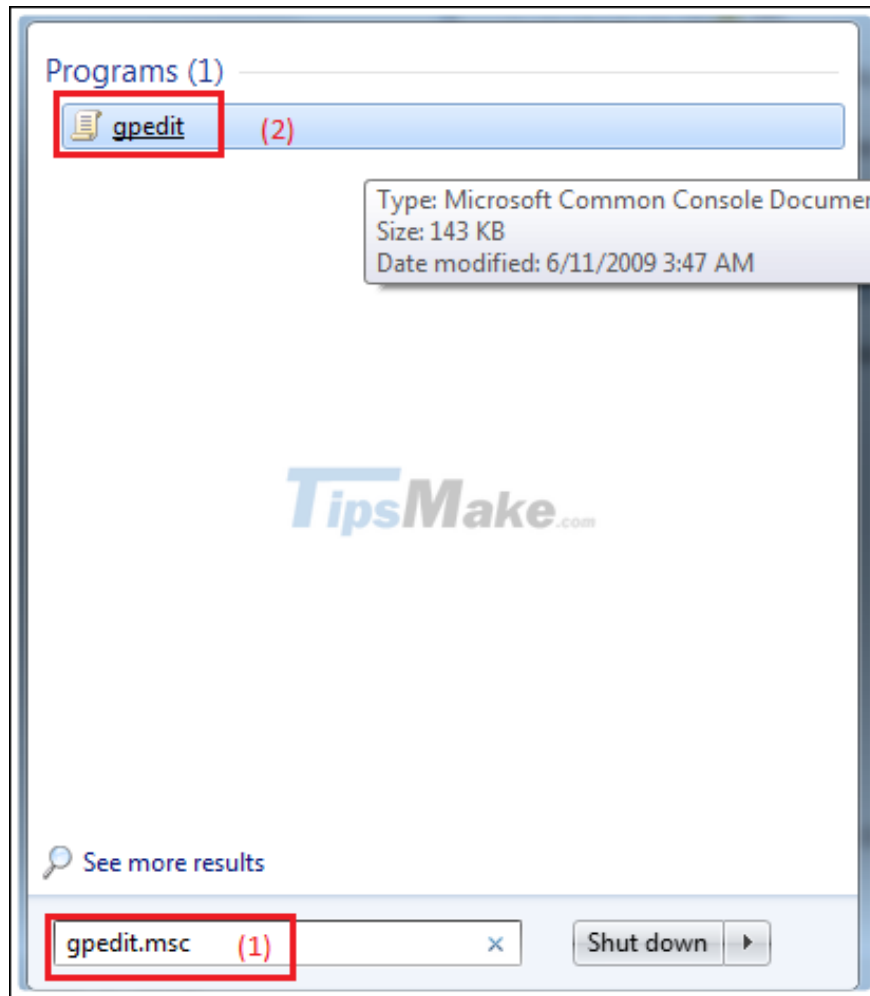 Programs (1)
gpedit (2)
Type: Microsoft Common Console Documen
Size: 143 KB
Date modified: 6/11/2009 3:47 AM
TipsMake.com
See more results
gpedit.msc (1)
Shut down